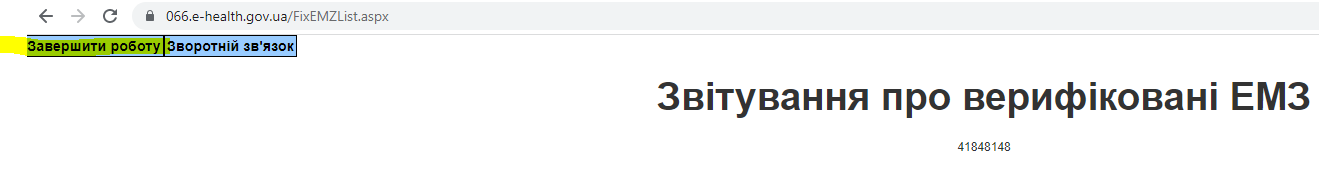 066.e-health.gov.ua/FixEMZList.aspx
Завершити роботу Зворотній зв'язок
Звітування про верифіковані ЕМЗ
41848148